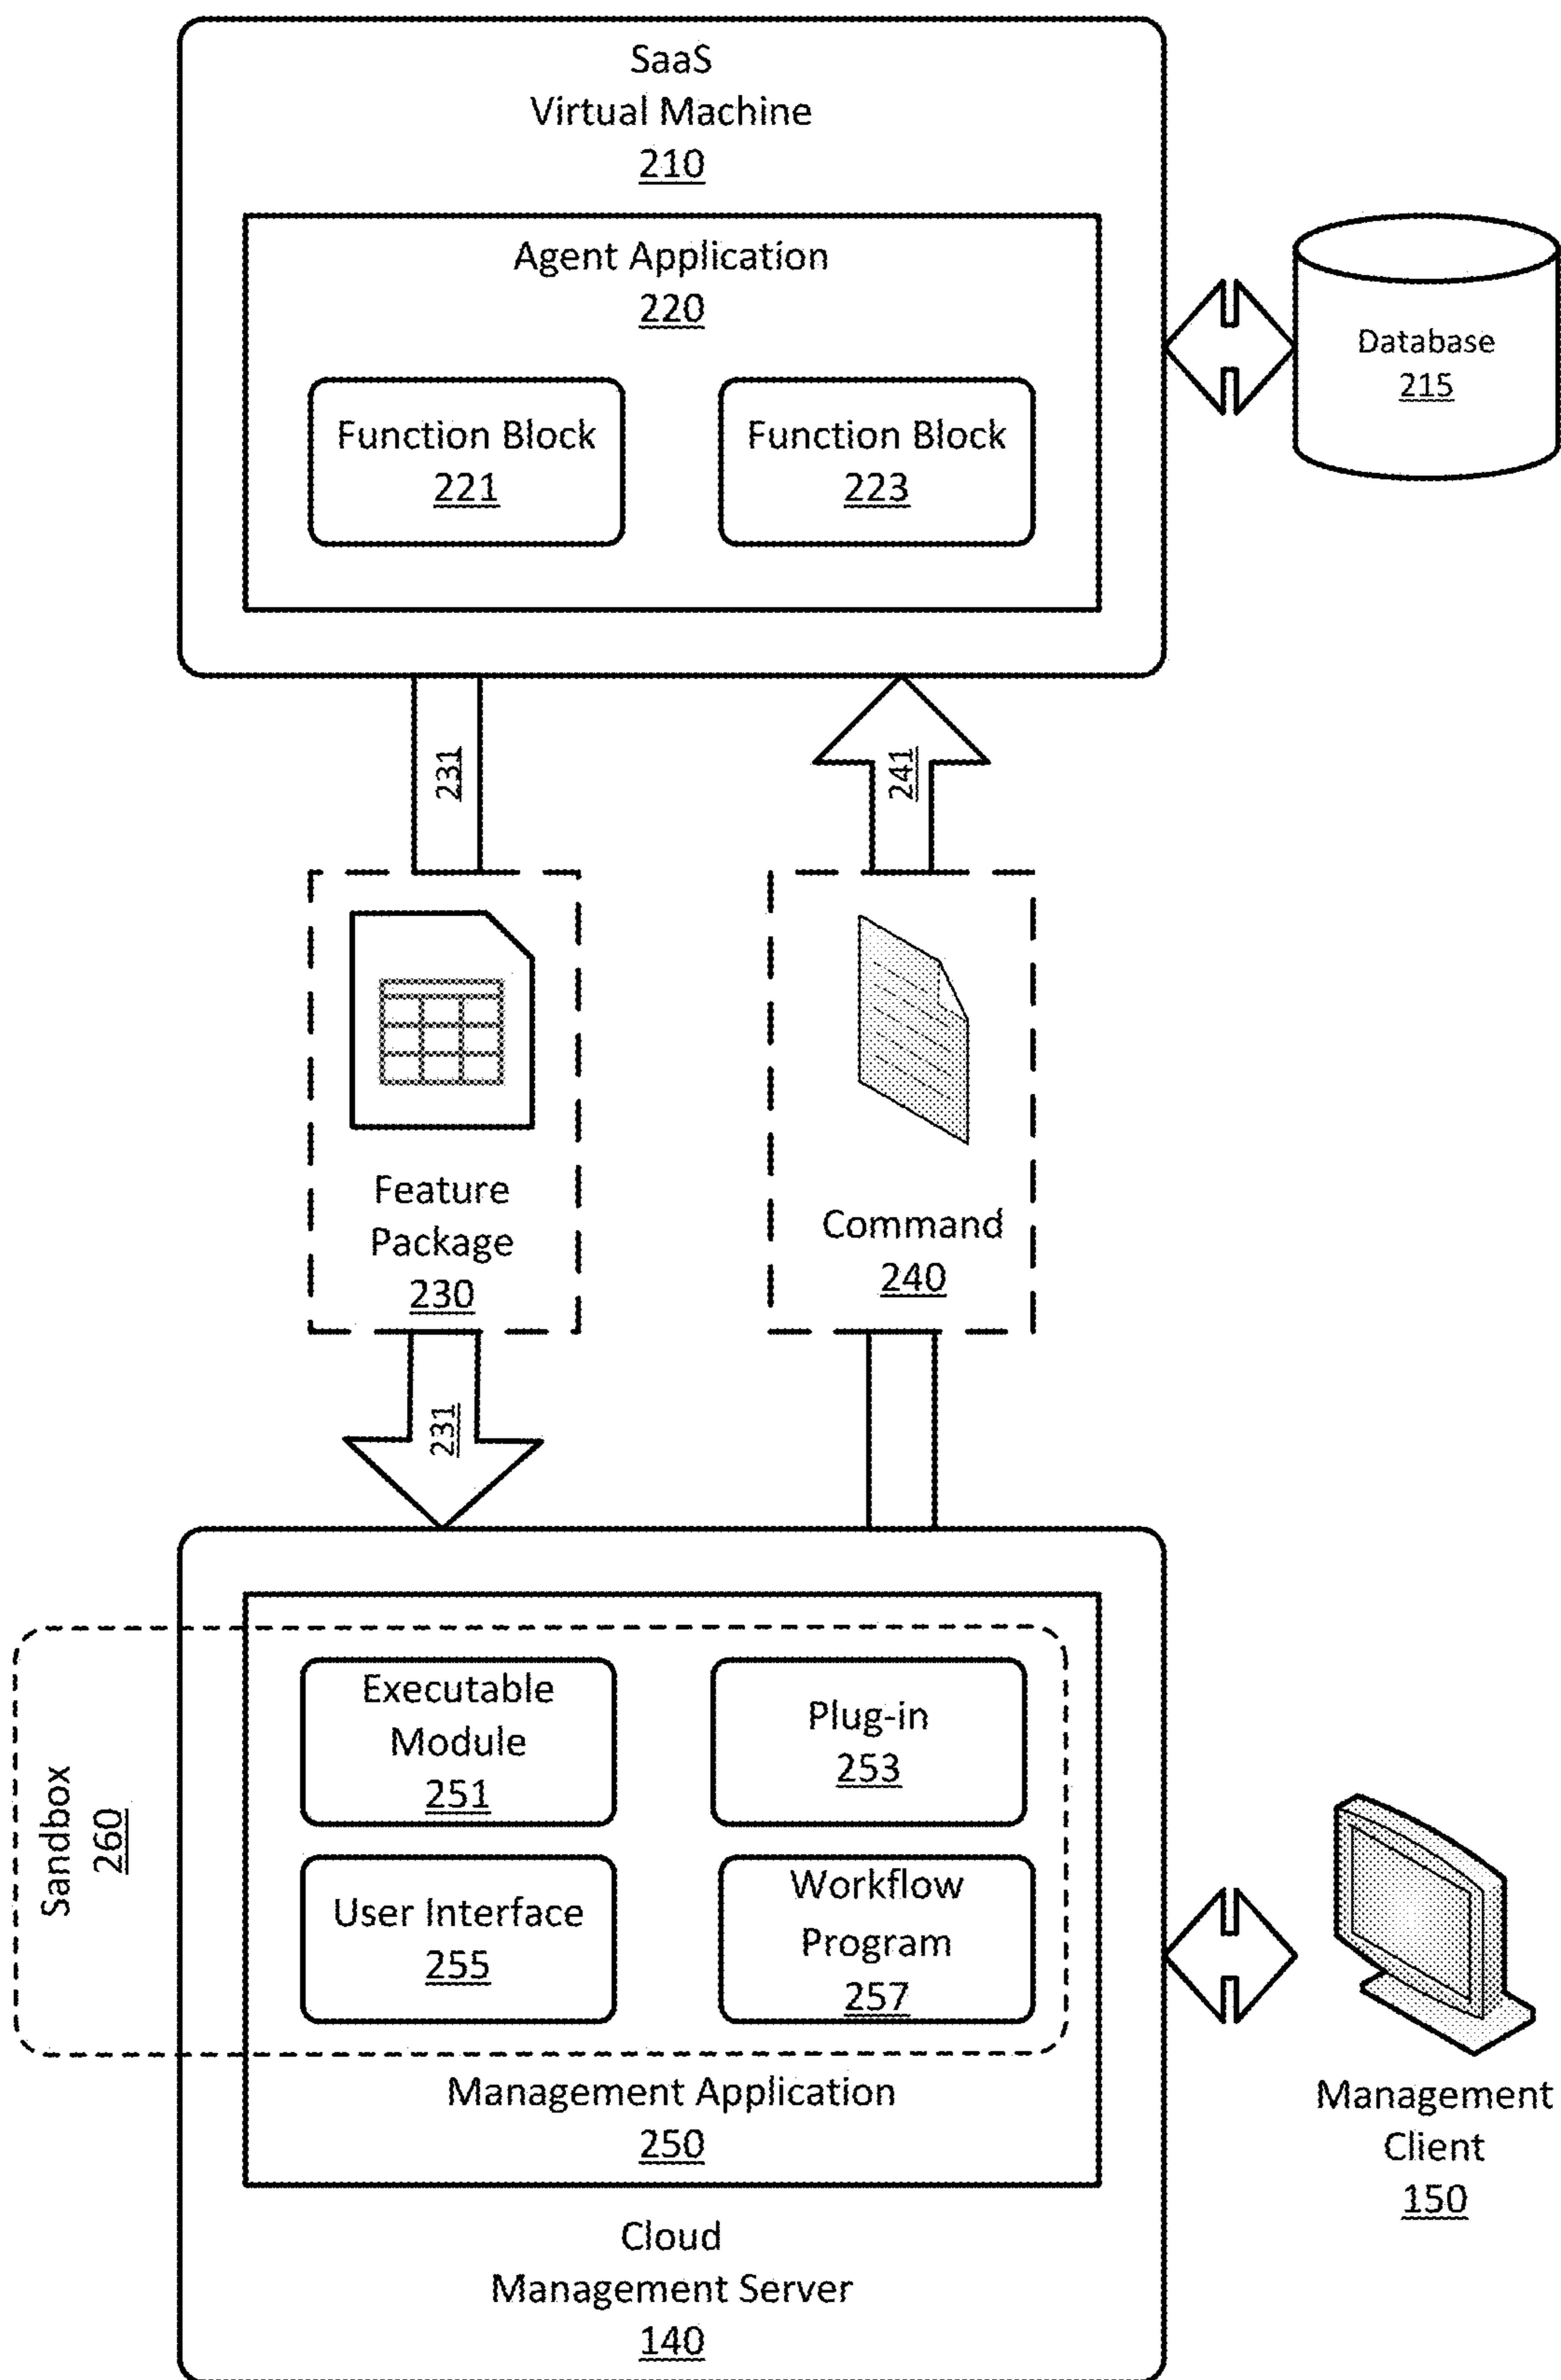 SaaS
Virtual Machine
210
Agent Application
220
Function Block
221
Function Block
223
Database
215
231
241
Feature
Package
230
Command
240
231
Sandbox
260
Executable
Module
251
Plug-in
253
User Interface
255
Workflow
Program
257
Management Application
250
Cloud
Management Server
140
Management
Client
150